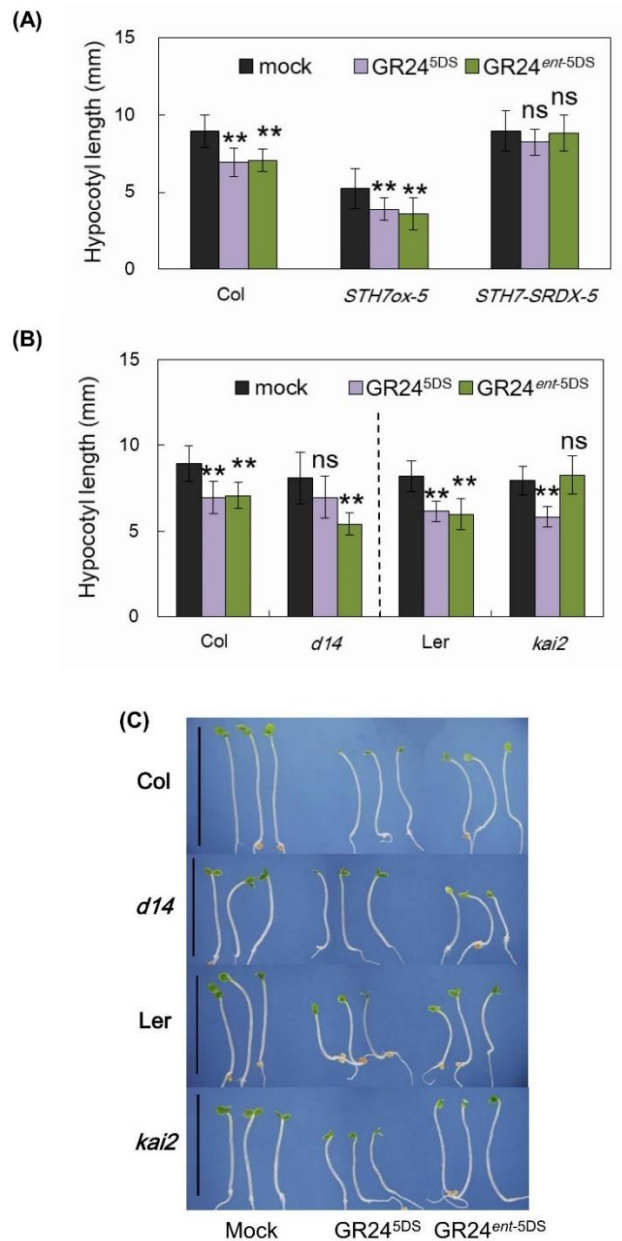 (A)
15
10
5
0
Hypocotyl length (mm)
mock GR24^5DS GR24^ent-5DS
** **
** **
ns ns
Col STH7ox-5 STH7-SRDX-5
(B)
15
10
5
0
Hypocotyl length (mm)
mock GR24^5DS GR24^ent-5DS
** **
ns **
** **
** ns
Col d14 Ler kai2
(C)
Col
d14
Ler
kai2
Mock GR24^5DS GR24^ent-5DS